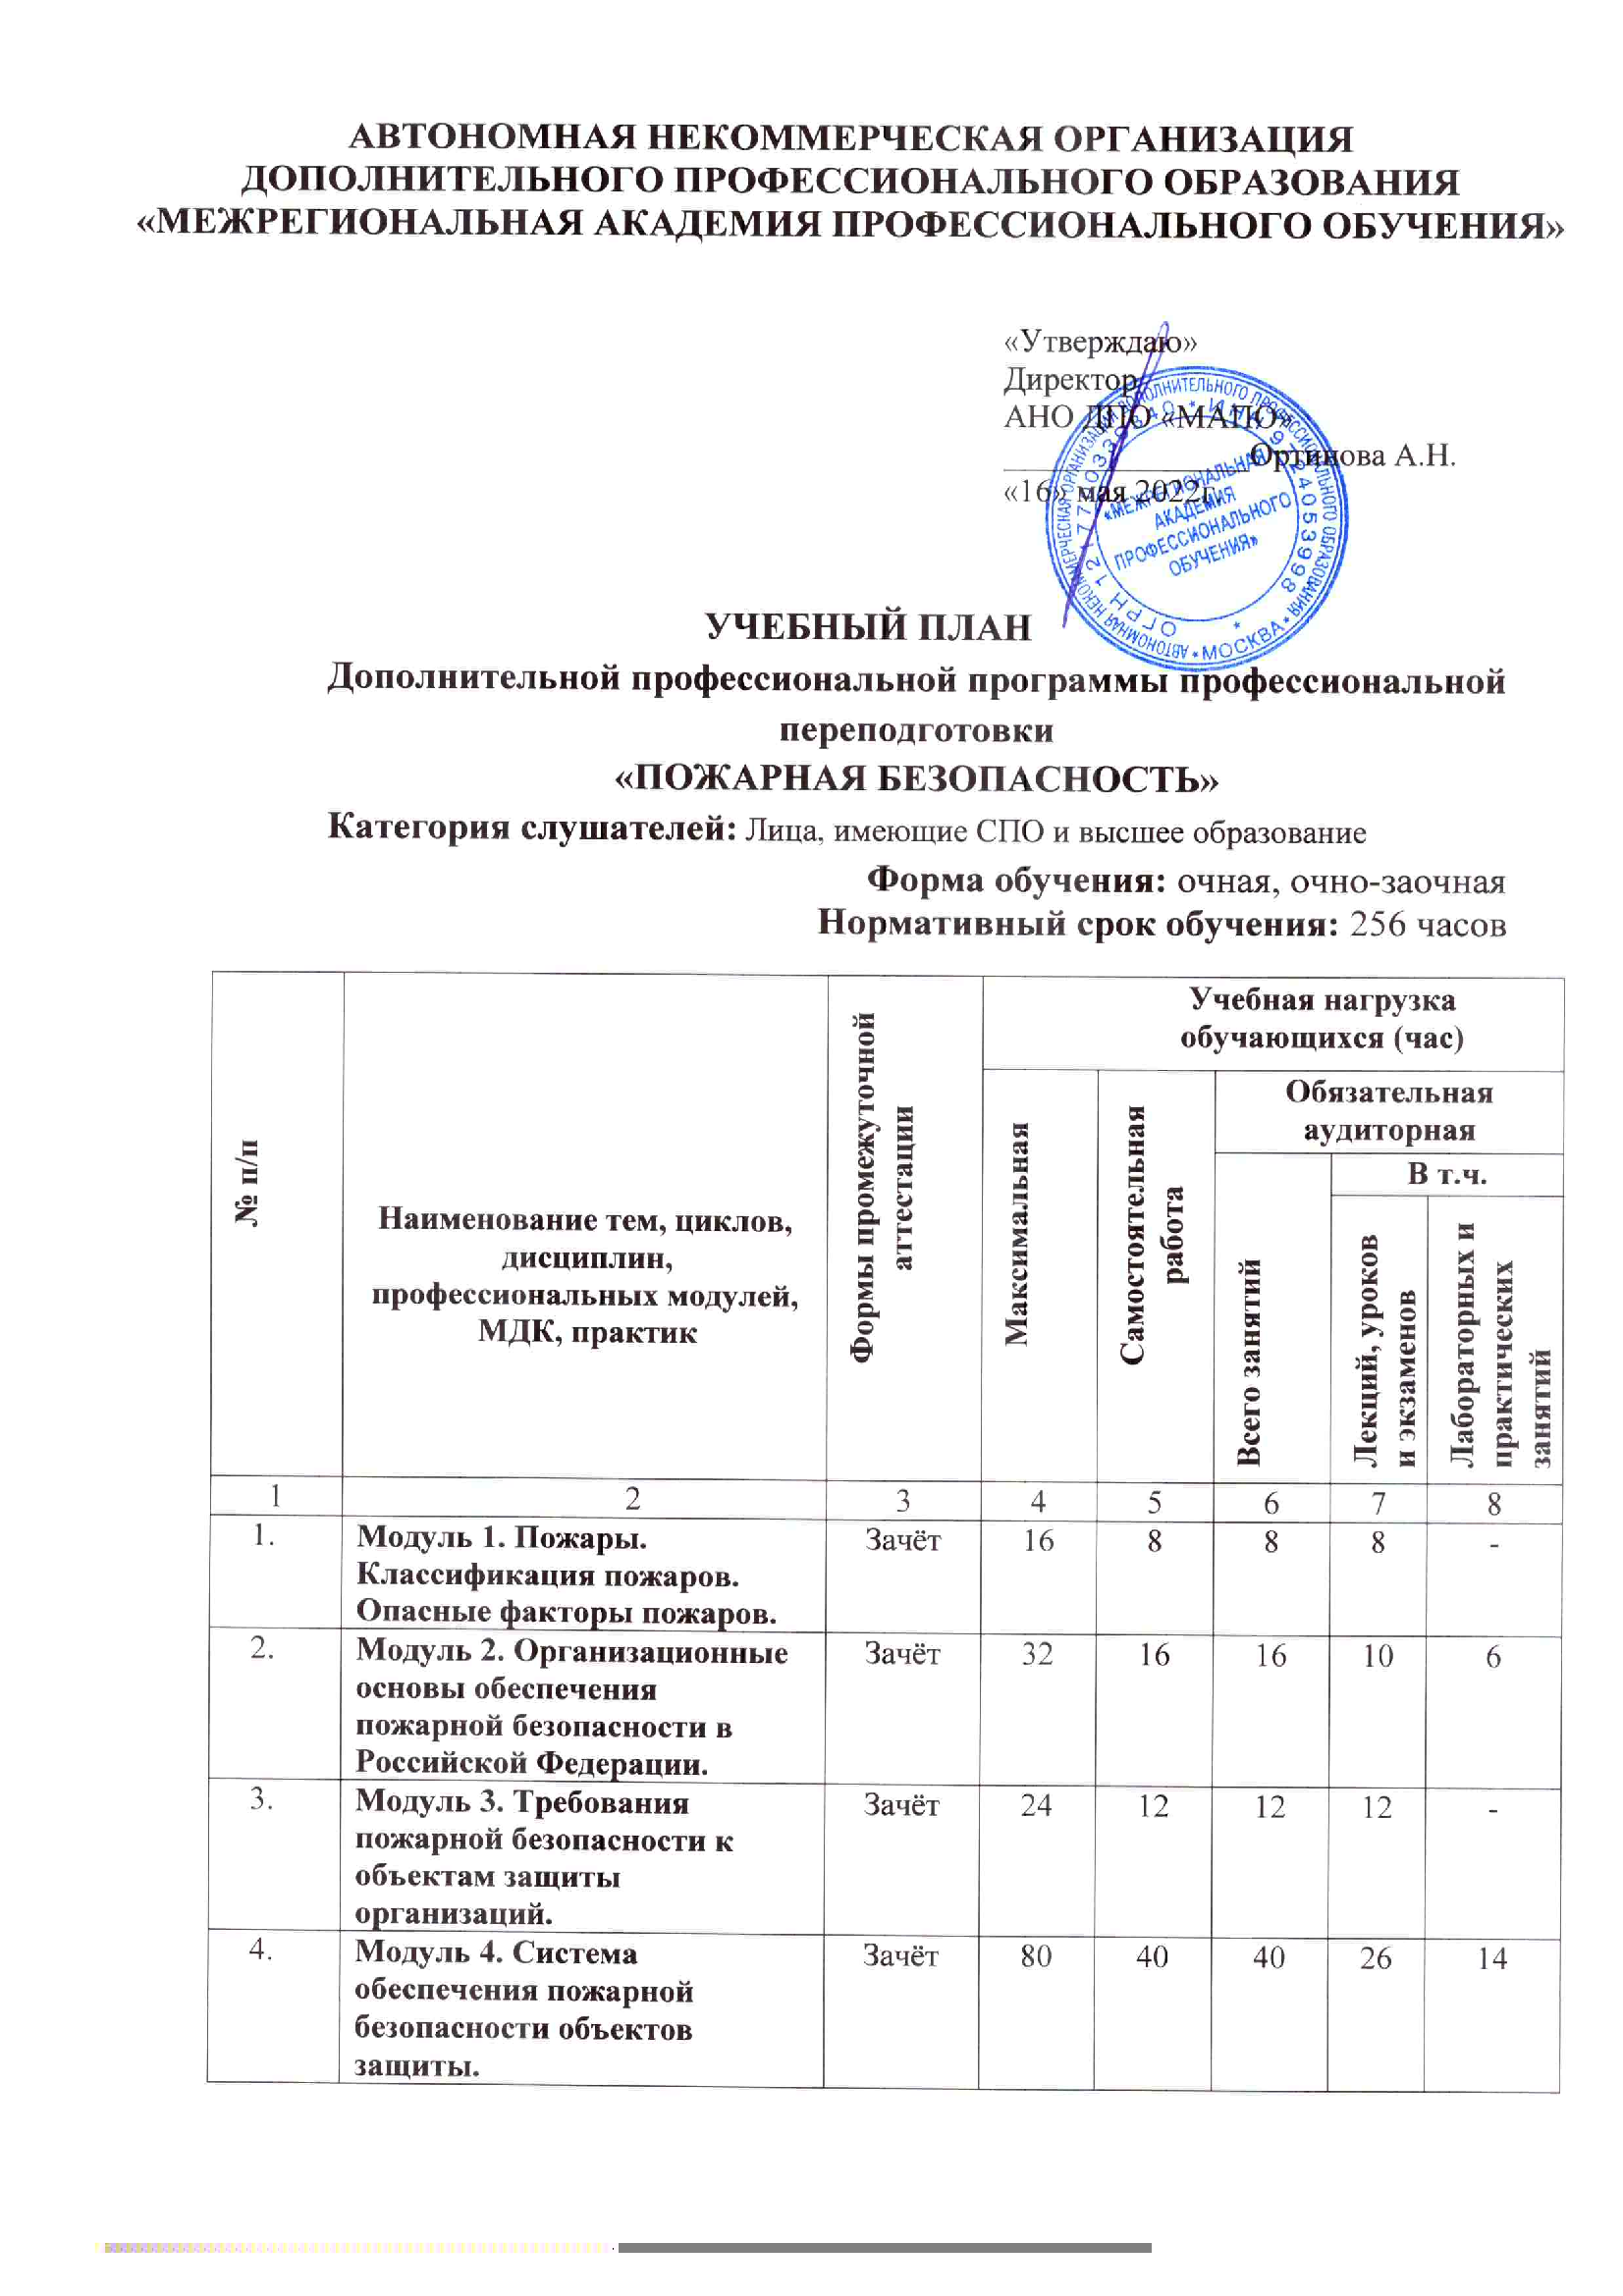 АВТОНОМНАЯ НЕКОММЕРЧЕСКАЯ ОРГАНИЗАЦИЯ
ДОПОЛНИТЕЛЬНОГО ПРОФЕССИОНАЛЬНОГО ОБРАЗОВАНИЯ
«МЕЖРЕГИОНАЛЬНАЯ АКАДЕМИЯ ПРОФЕССИОНАЛЬНОГО ОБУЧЕНИЯ»
«Утверждаю»
Директор
АНО ДПО «МАПО»
Ортинова А.Н.
«16» мая 2022г.
АВТОНОМНАЯ НЕКОММЕРЧЕСКАЯ ОРГАНИЗАЦИЯ ДОПОЛНИТЕЛЬНОГО ПРОФЕССИОНАЛЬНОГО ОБРАЗОВАНИЯ
* МОСКВА *
ИНН 9724053998
ОГРН
«МЕЖРЕГИОНАЛЬНАЯ
АКАДЕМИЯ
ПРОФЕССИОНАЛЬНОГО
ОБУЧЕНИЯ»
УЧЕБНЫЙ ПЛАН
Дополнительной профессиональной программы профессиональной
переподготовки
«ПОЖАРНАЯ БЕЗОПАСНОСТЬ»
Категория слушателей: Лица, имеющие СПО и высшее образование
Форма обучения: очная, очно-заочная
Нормативный срок обучения: 256 часов
№ п/п
Наименование тем, циклов,
дисциплин,
профессиональных модулей,
МДК, практик
Формы промежуточной
аттестации
Учебная нагрузка
обучающихся (час)
Максимальная
Самостоятельная
работа
Обязательная
аудиторная
Всего занятий
В т.ч.
Лекций, уроков
и экзаменов
Лабораторных и
практических
занятий
1 2 3 4 5 6 7 8
1. Модуль 1. Пожары. Зачёт 16 8 8 8 -
Классификация пожаров.
Опасные факторы пожаров.
2. Модуль 2. Организационные Зачёт 32 16 16 10 6
основы обеспечения
пожарной безопасности в
Российской Федерации.
3. Модуль 3. Требования Зачёт 24 12 12 12 -
пожарной безопасности к
объектам защиты
организаций.
4. Модуль 4. Система Зачёт 80 40 40 26 14
обеспечения пожарной
безопасности объектов
защиты.